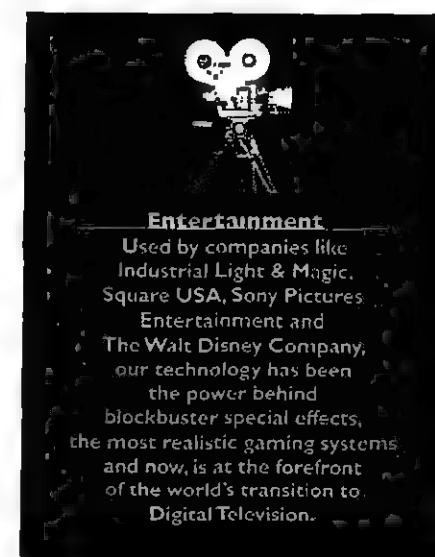 Entertainment
Used by companies like
Industrial Light & Magic,
Square USA, Sony Pictures
Entertainment and
The Walt Disney Company,
our technology has been
the power behind
blockbuster special effects,
the most realistic gaming systems
and now, is at the forefront
of the world's transition to
Digital Television.